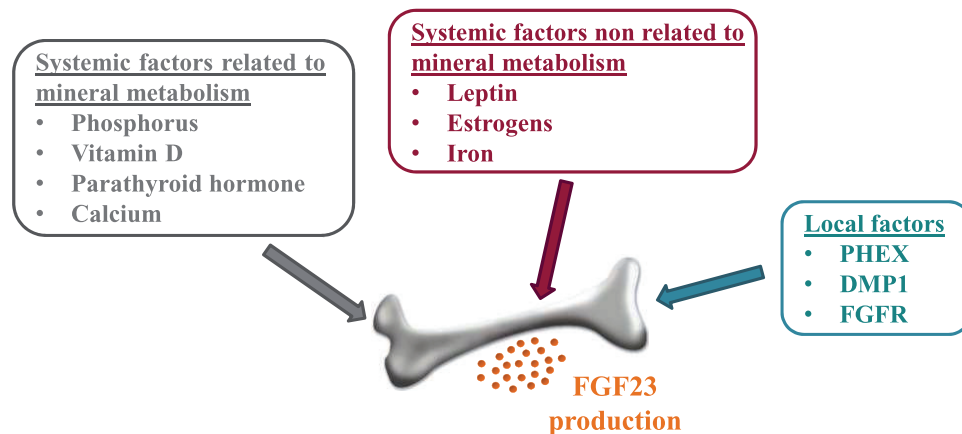 Systemic factors related to
mineral metabolism
• Phosphorus
• Vitamin D
• Parathyroid hormone
• Calcium
Systemic factors non related to
mineral metabolism
• Leptin
• Estrogens
• Iron
Local factors
• PHEX
• DMP1
• FGFR
FGF23
production